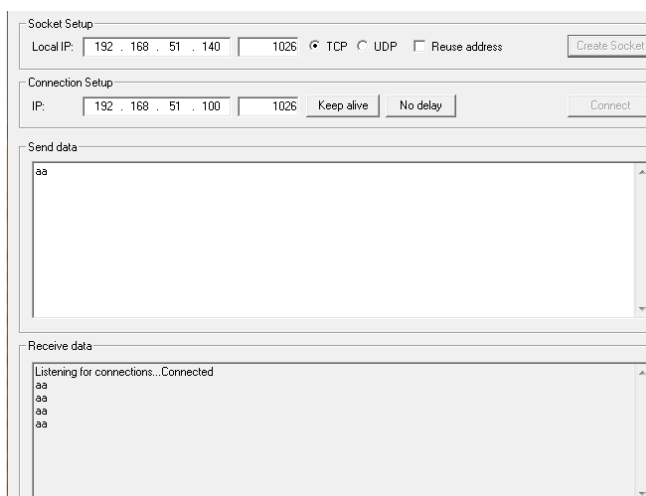 Socket Setup
Local IP: 192 . 168 . 51 . 140 1026 TCP UDP Reuse address Create Socket
Connection Setup
IP: 192 . 168 . 51 . 100 1026 Keep alive No delay Connect
Send data
aa
Receive data
Listening for connections...Connected
aa
aa
aa
aa